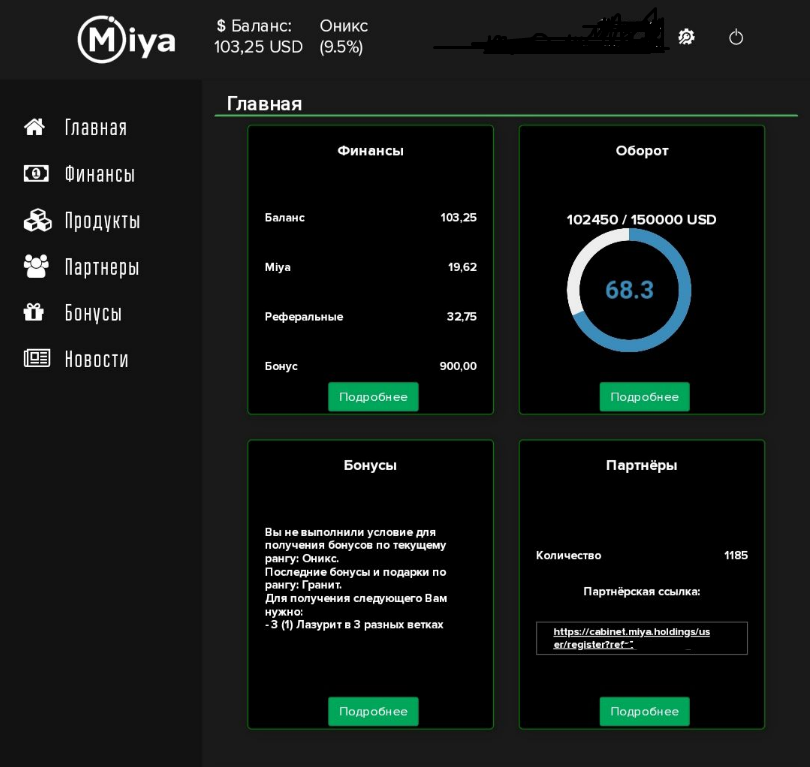 Miya
$ Баланс:
103,25 USD
Оникс
(9.5%)
Главная
Финансы
Продукты
Партнеры
Бонусы
Новости
Главная
Финансы
Баланс 103,25
Miya 19,62
Реферальные 32,75
Бонус 900,00
Подробнее
Оборот
102450 / 150000 USD
68.3
Подробнее
Бонусы
Вы не выполнили условие для
получения бонусов по текущему
рангу: Оникс.
Последние бонусы и подарки по
рангу: Гранит.
Для получения следующего Вам
нужно:
- 3 (1) Лазурит в 3 разных ветках
Подробнее
Партнёры
Количество 1185
Партнёрская ссылка:
https://cabinet.miya.holdings/us
er/register?ref
Подробнее